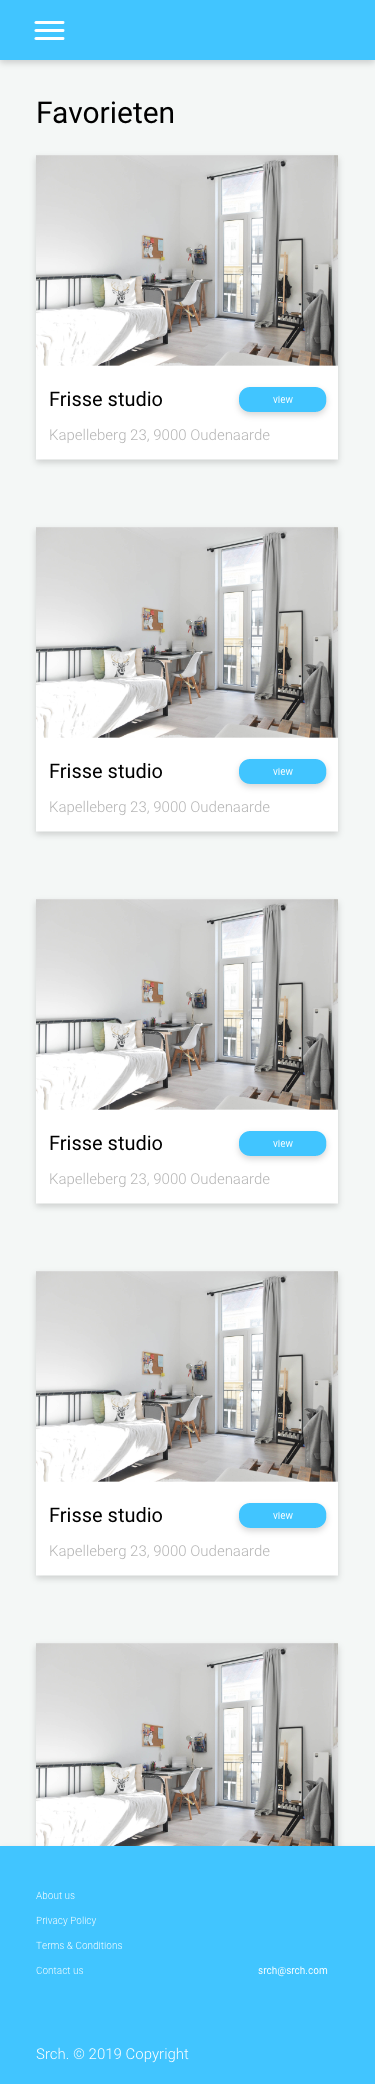 Favorieten
Frisse studio
view
Kapelleberg 23, 9000 Oudenaarde
Frisse studio
view
Kapelleberg 23, 9000 Oudenaarde
Frisse studio
view
Kapelleberg 23, 9000 Oudenaarde
Frisse studio
view
Kapelleberg 23, 9000 Oudenaarde
About us
Privacy Policy
Terms & Conditions
Contact us
srch@srch.com
Srch. © 2019 Copyright